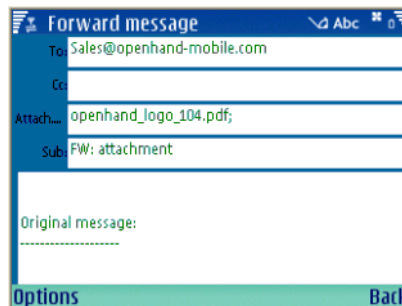 Forward message Abc
To: Sales@openhand-mobile.com
Cc:
Attach.... openhand_logo_104.pdf;
Sub: FW: attachment
Original message:
--------------------
Options Back